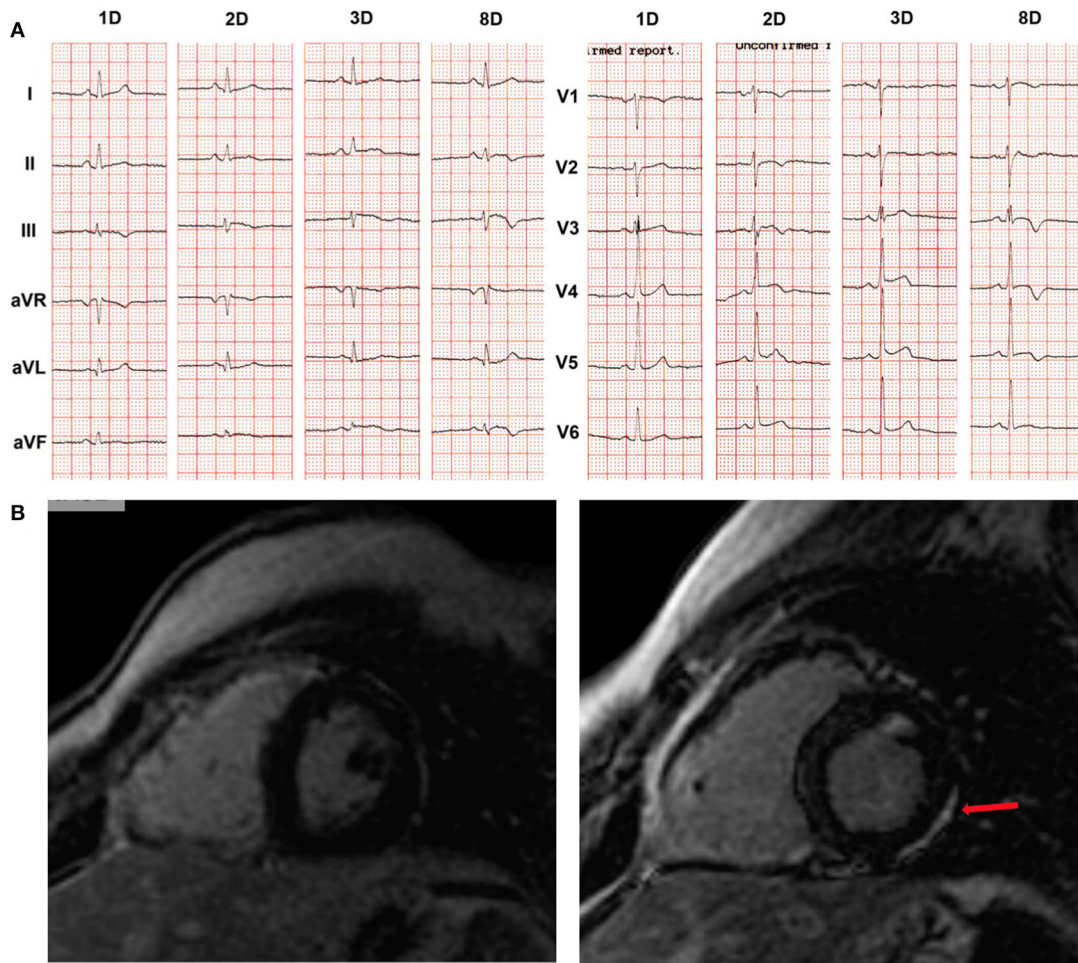 1D 2D 3D 8D 1D 2D 3D 8D
A
irmed report.
Unconfirmed r
I
II
III
aVR
aVL
aVF
V1
V2
V3
V4
V5
V6
B